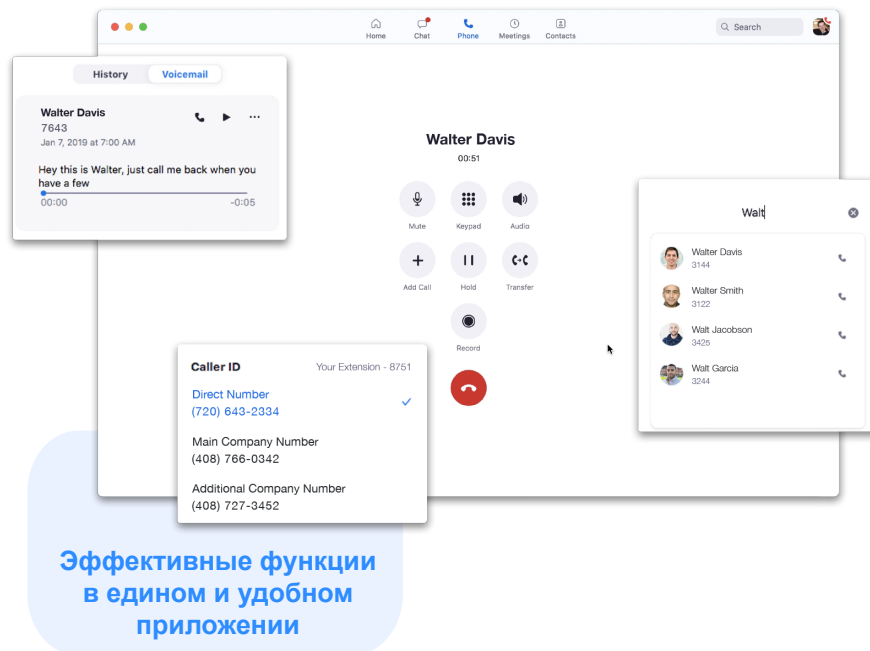 Home Chat Phone Meetings Contacts
Search
History Voicemail
Walter Davis
7643
Jan 7, 2019 at 7:00 AM
Hey this is Walter, just call me back when you
have a few
00:00 -0:05
Walter Davis
00:51
Mute Keypad Audio
Add Call Hold Transfer
Record
Walt
Walter Davis
3144
Walter Smith
3122
Walt Jacobson
3425
Walt Garcia
3244
Caller ID Your Extension - 8751
Direct Number
(720) 643-2334
Main Company Number
(408) 766-0342
Additional Company Number
(408) 727-3452
Эффективные функции
в едином и удобном
приложении